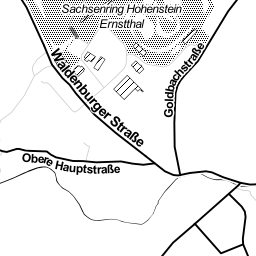 Sachsenring Hohenstein
Ernstthal
Waldenburger Straße
Goldbachstraße
Obere Hauptstraße